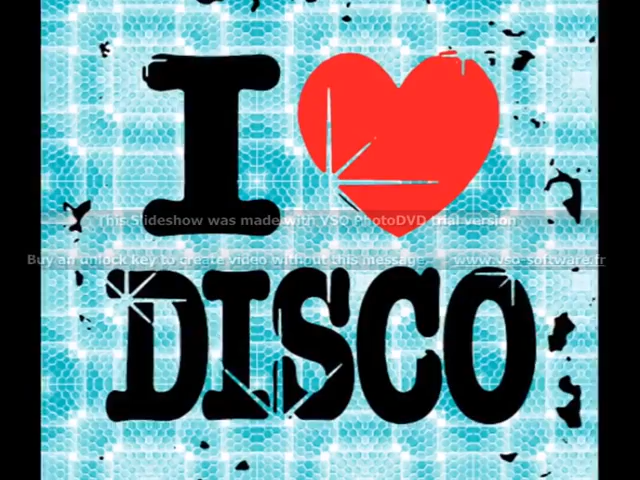 I
This Slideshow was made with VSO PhotoDVD trial version
Buy an unlock key to create video without this message www.vso-software.fr
DISCO